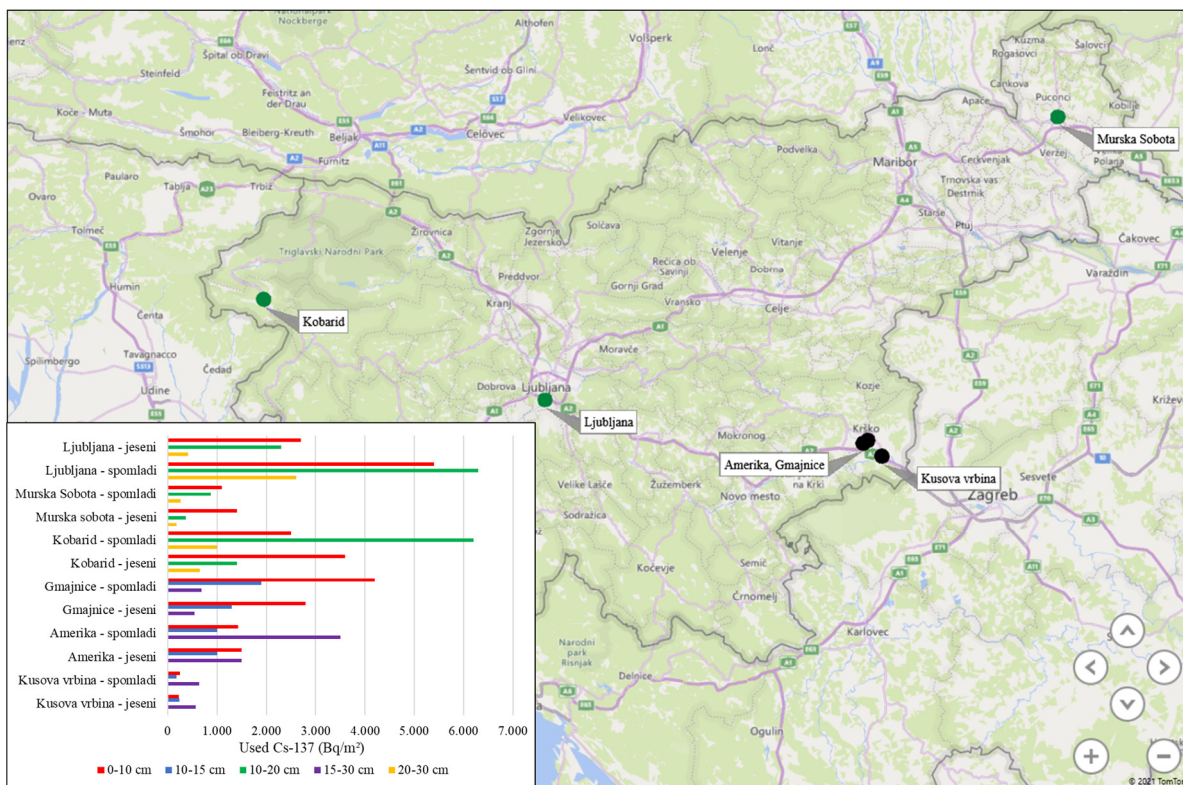 Nationalpark
Nockberge
Althofen
Volšperk
Lonč
Kuzma
Rogašovci
Šalovci
Špital ob Dravi
Steinfeld
Šentvid ob Glini
Cankova
Puconci
Kobilje
Feistritz an
der Drau
Apače
Koče - Muta
Šmohor
Bleiberg-Kreuth
Beljak
Celovec
Velikovec
Murska Sobota
Furnitz
Podvelka
Maribor
Cerkvenjak
Veržej
Polana
Ovaro
Paularo
Tablja
Trbiž
Trnovska vas
Destrnik
Tolmeč
Žirovnica
Zgornje
Jezersko
Solčava
Starše
Ptuj
Čakovec
Triglavski Narodni Park
Velenje
Vitanje
Humin
Preddvor
Rečica ob
Savinji
Dobrna
Varaždin
Kranj
Gornji Grad
Vransko
Celje
Kobarid
Čenta
Spilimbergo
Tavagnacco
Čedad
Moravče
Udine
Dobrova
Ljubljana
Kozje
Križevci
Ljubljana
Mokronog
Krško
Amerika, Gmajnice
Kusova vrbina
Velike Lašče
Žužemberk
Novo mesto
na Krki
Sesvete
Zagreb
Sodražica
Kočevje
Semič
Črnomelj
Karlovec
Narodni
park
Risnjak
Delnice
Ogulin
Ljubljana - jeseni
Ljubljana - spomladi
Murska Sobota - spomladi
Murska sobota - jeseni
Kobarid - spomladi
Kobarid - jeseni
Gmajnice - spomladi
Gmajnice - jeseni
Amerika - spomladi
Amerika - jeseni
Kusova vrbina - spomladi
Kusova vrbina - jeseni
0 1.000 2.000 3.000 4.000 5.000 6.000 7.000
Used Cs-137 (Bq/m²)
0-10 cm 10-15 cm 10-20 cm 15-30 cm 20-30 cm
© 2021 TomTom